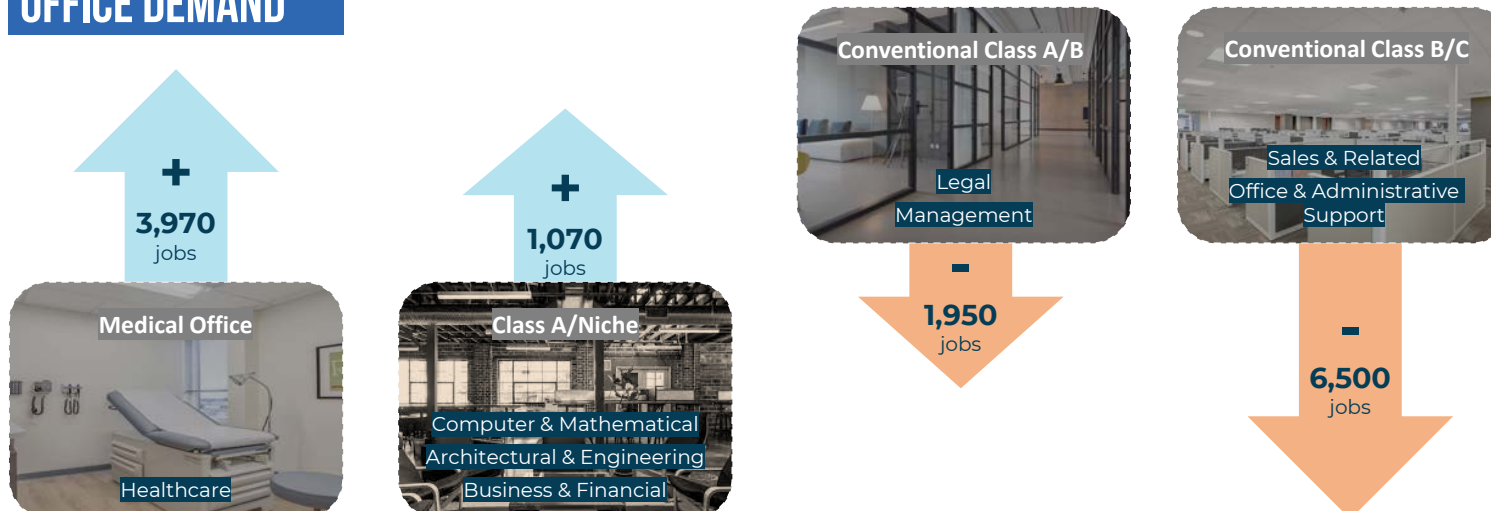 OFFICE DEMAND
+
3,970
jobs
Medical Office
Healthcare
+
1,070
jobs
Class A/Niche
Computer & Mathematical
Architectural & Engineering
Business & Financial
Conventional Class A/B
Legal
Management
-
1,950
jobs
Conventional Class B/C
Sales & Related
Office & Administrative
Support
-
6,500
jobs